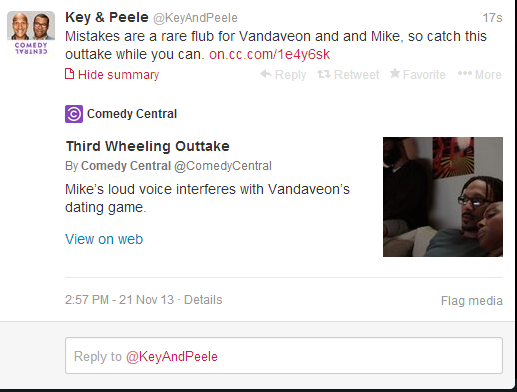 Key & Peele @KeyAndPeele 17s
Mistakes are a rare flub for Vandaveon and and Mike, so catch this
outtake while you can. on.cc.com/1e4y6sk
Hide summary Reply Retweet Favorite More
COMEDY
CENTRAL
Comedy Central
Third Wheeling Outtake
By Comedy Central @ComedyCentral
Mike's loud voice interferes with Vandaveon's
dating game.
View on web
2:57 PM - 21 Nov 13 · Details Flag media
Reply to @KeyAndPeele